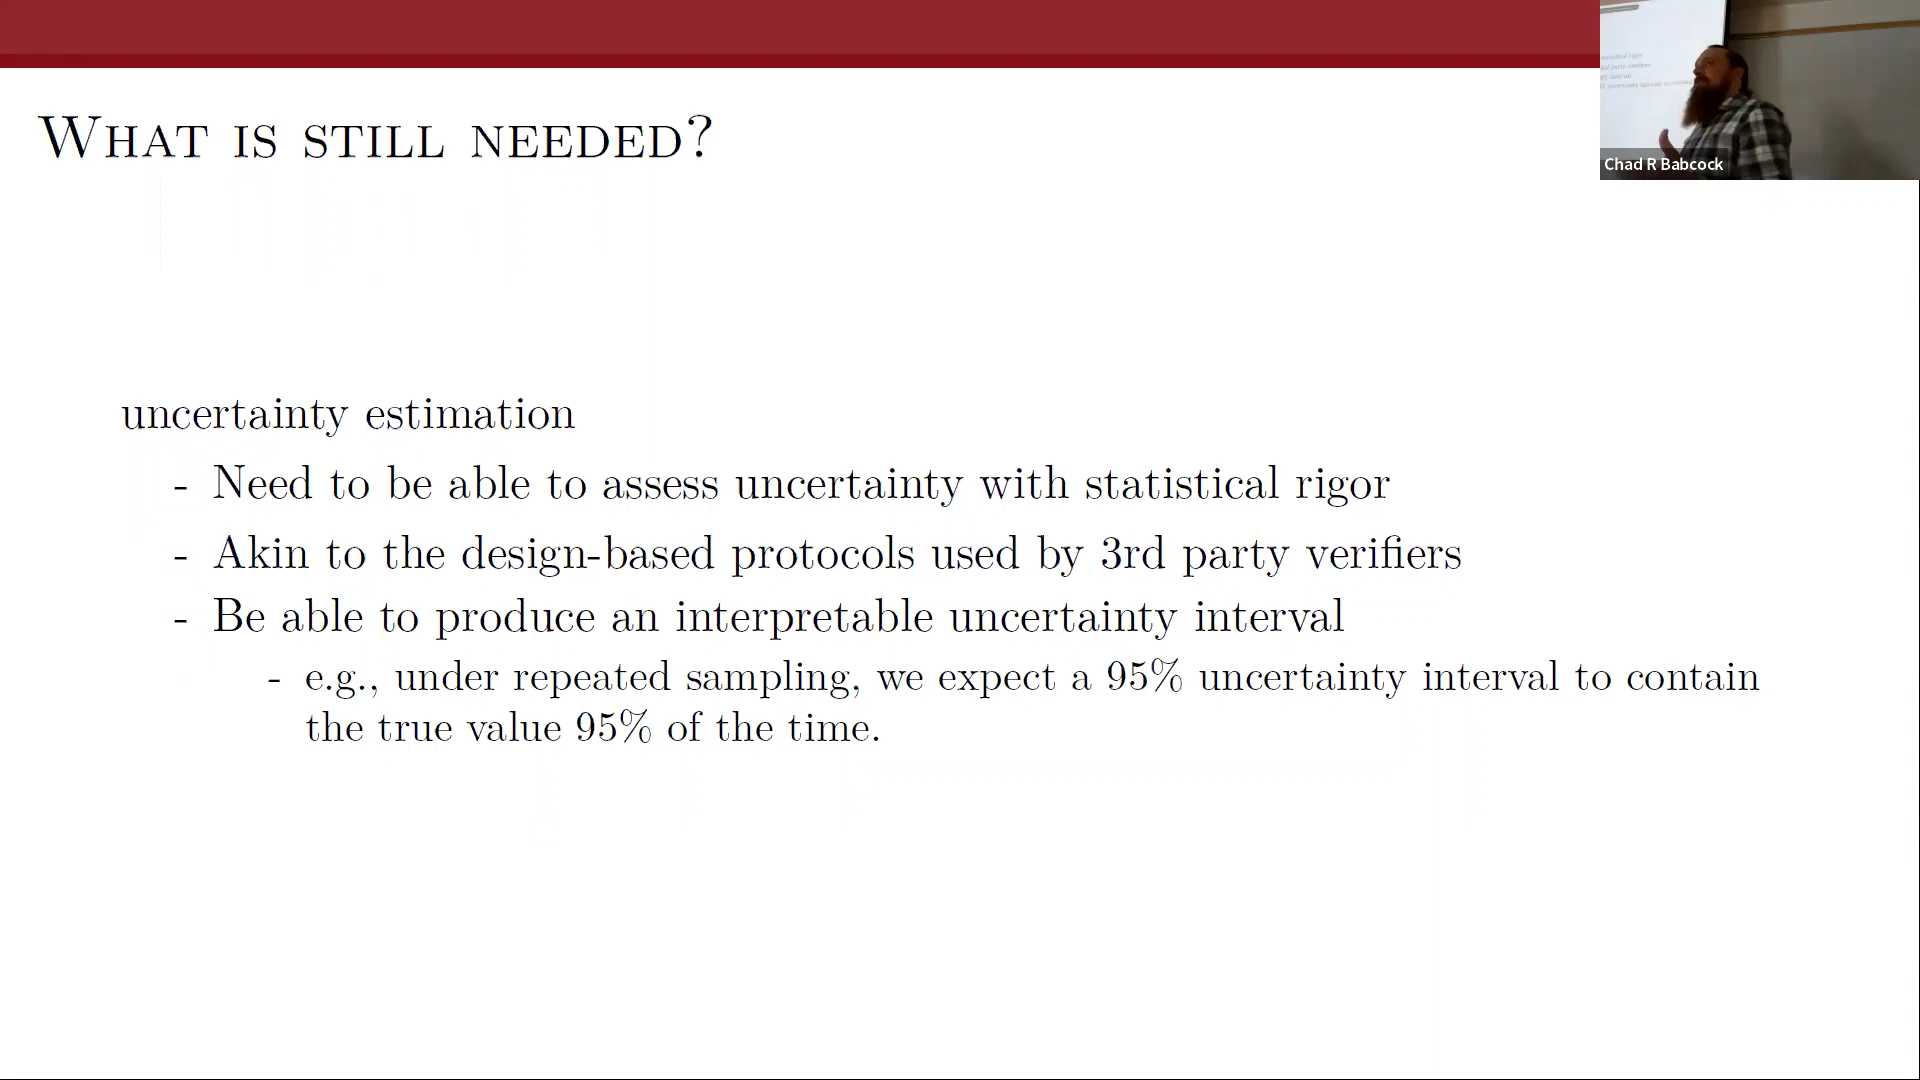 What is still needed?
uncertainty estimation
- Need to be able to assess uncertainty with statistical rigor
- Akin to the design-based protocols used by 3rd party verifiers
- Be able to produce an interpretable uncertainty interval
- e.g., under repeated sampling, we expect a 95% uncertainty interval to contain
the true value 95% of the time.
Chad R Babcock